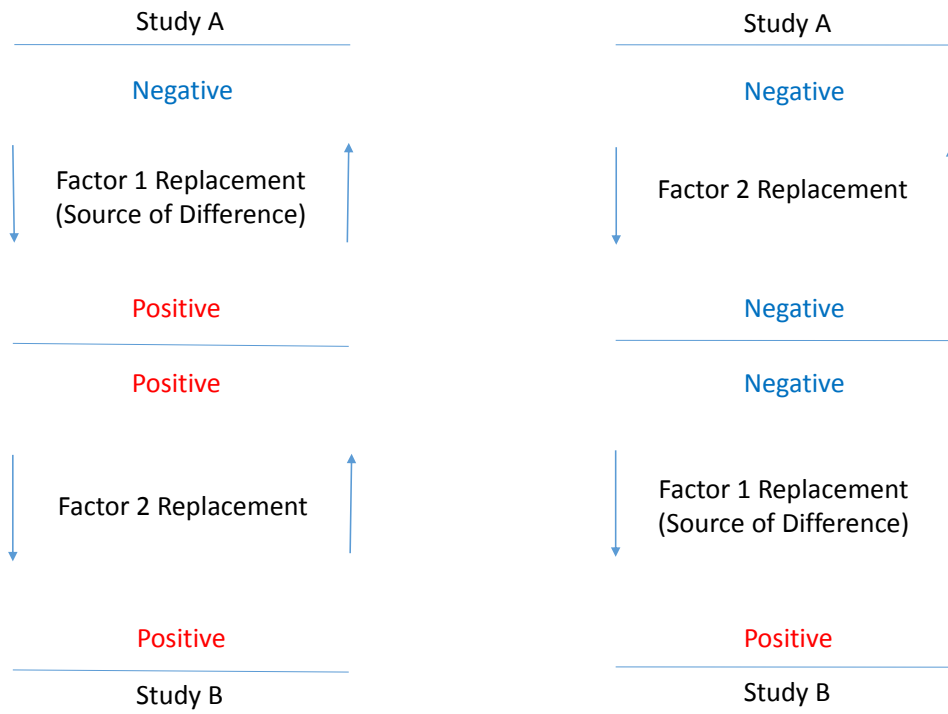 Study A
Negative
Factor 1 Replacement
(Source of Difference)
Positive
Positive
Factor 2 Replacement
Positive
Study B
Study A
Negative
Factor 2 Replacement
Negative
Negative
Factor 1 Replacement
(Source of Difference)
Positive
Study B